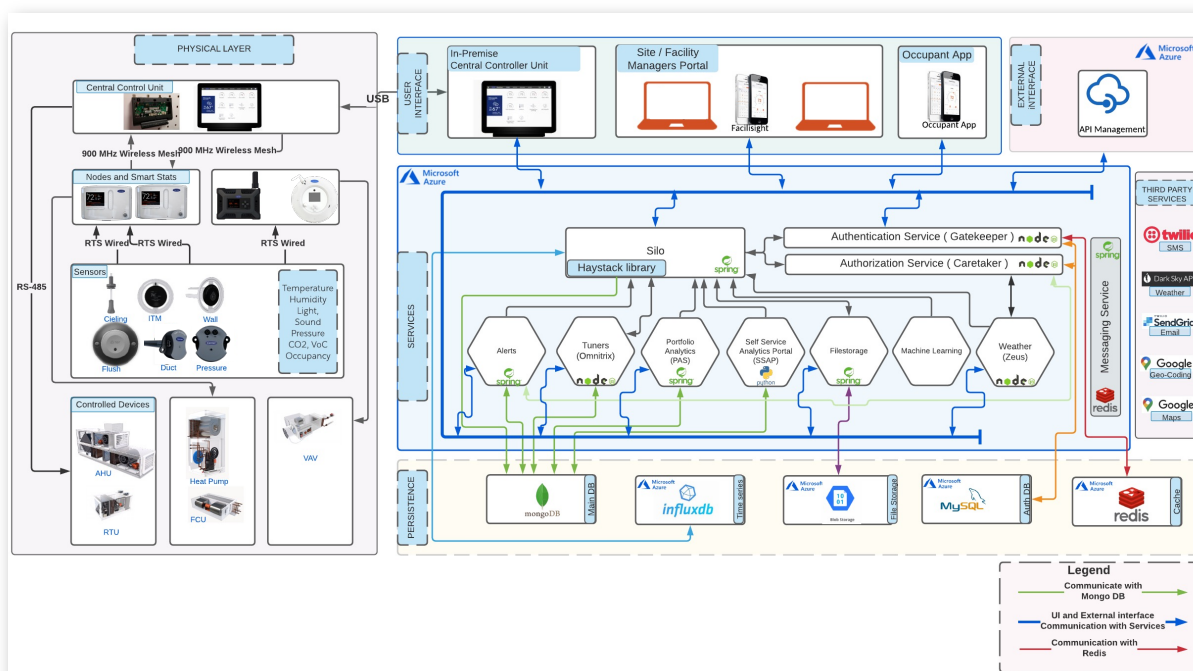 PHYSICAL LAYER
Central Control Unit
900 MHz Wireless Mesh
900 MHz Wireless Mesh
Nodes and Smart Stats
RTS Wired
RTS Wired
RTS Wired
RS-485
Sensors
Cieling
ITM
Wall
Flush
Duct
Pressure
Temperature
Humidity
Light,
Sound
Pressure
CO2, VoC
Occupancy
Controlled Devices
AHU
RTU
Heat Pump
FCU
VAV
USB
USER
INTERFACE
In-Premise
Central Controller Unit
Site / Facility
Managers Portal
Facilisight
Occupant App
Occupant App
EXTERNAL
INTERFACE
Microsoft
Azure
API Management
Microsoft
Azure
SERVICES
Silo
Haystack library
spring
Authentication Service ( Gatekeeper )
node
Authorization Service ( Caretaker )
node
Alerts
spring
Tuners
(Omnitrix)
node
Portfolio
Analytics
(PAS)
spring
Self Service
Analytics Portal
(SSAP)
python
Filestorage
spring
Machine Learning
Weather
(Zeus)
node
spring
Messaging Service
redis
THIRD PARTY
SERVICES
twilio
SMS
Dark Sky AP
Weather
SendGri
Email
Google
Geo-Coding
Google
Maps
PERSISTENCE
mongoDB
Main DB
Microsoft
Azure
influxdb
Time series
Microsoft
Azure
10
01
Blob Storage
File Storage
Microsoft
Azure
MySQL
Auth DB
Microsoft
Azure
redis
Cache
Legend
Communicate with
Mongo DB
UI and External interface
Communication with Services
Communication with
Redis